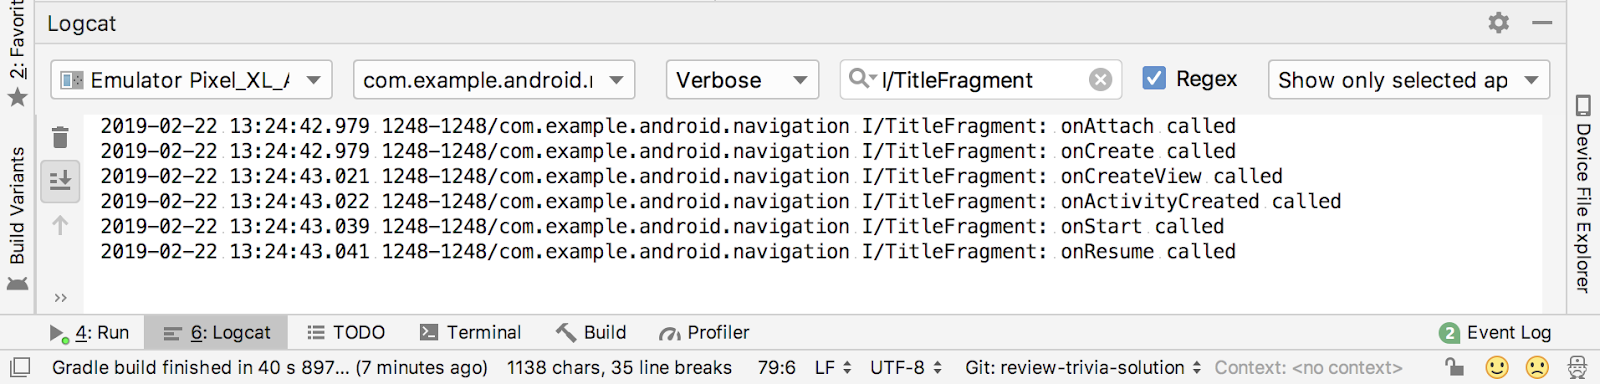 Logcat
2: Favorit
Emulator Pixel_XL_A com.example.android.r Verbose I/TitleFragment Regex Show only selected ap
2019-02-22 13:24:42.979 1248-1248/com.example.android.navigation I/TitleFragment: onAttach called
2019-02-22 13:24:42.979 1248-1248/com.example.android.navigation I/TitleFragment: onCreate called
2019-02-22 13:24:43.021 1248-1248/com.example.android.navigation I/TitleFragment: onCreateView called
2019-02-22 13:24:43.022 1248-1248/com.example.android.navigation I/TitleFragment: onActivityCreated called
2019-02-22 13:24:43.039 1248-1248/com.example.android.navigation I/TitleFragment: onStart called
2019-02-22 13:24:43.041 1248-1248/com.example.android.navigation I/TitleFragment: onResume called
Build Variants
Device File Explorer
4: Run 6: Logcat TODO Terminal Build Profiler 2 Event Log
Gradle build finished in 40 s 897... (7 minutes ago) 1138 chars, 35 line breaks 79:6 LF UTF-8 Git: review-trivia-solution Context: <no context>